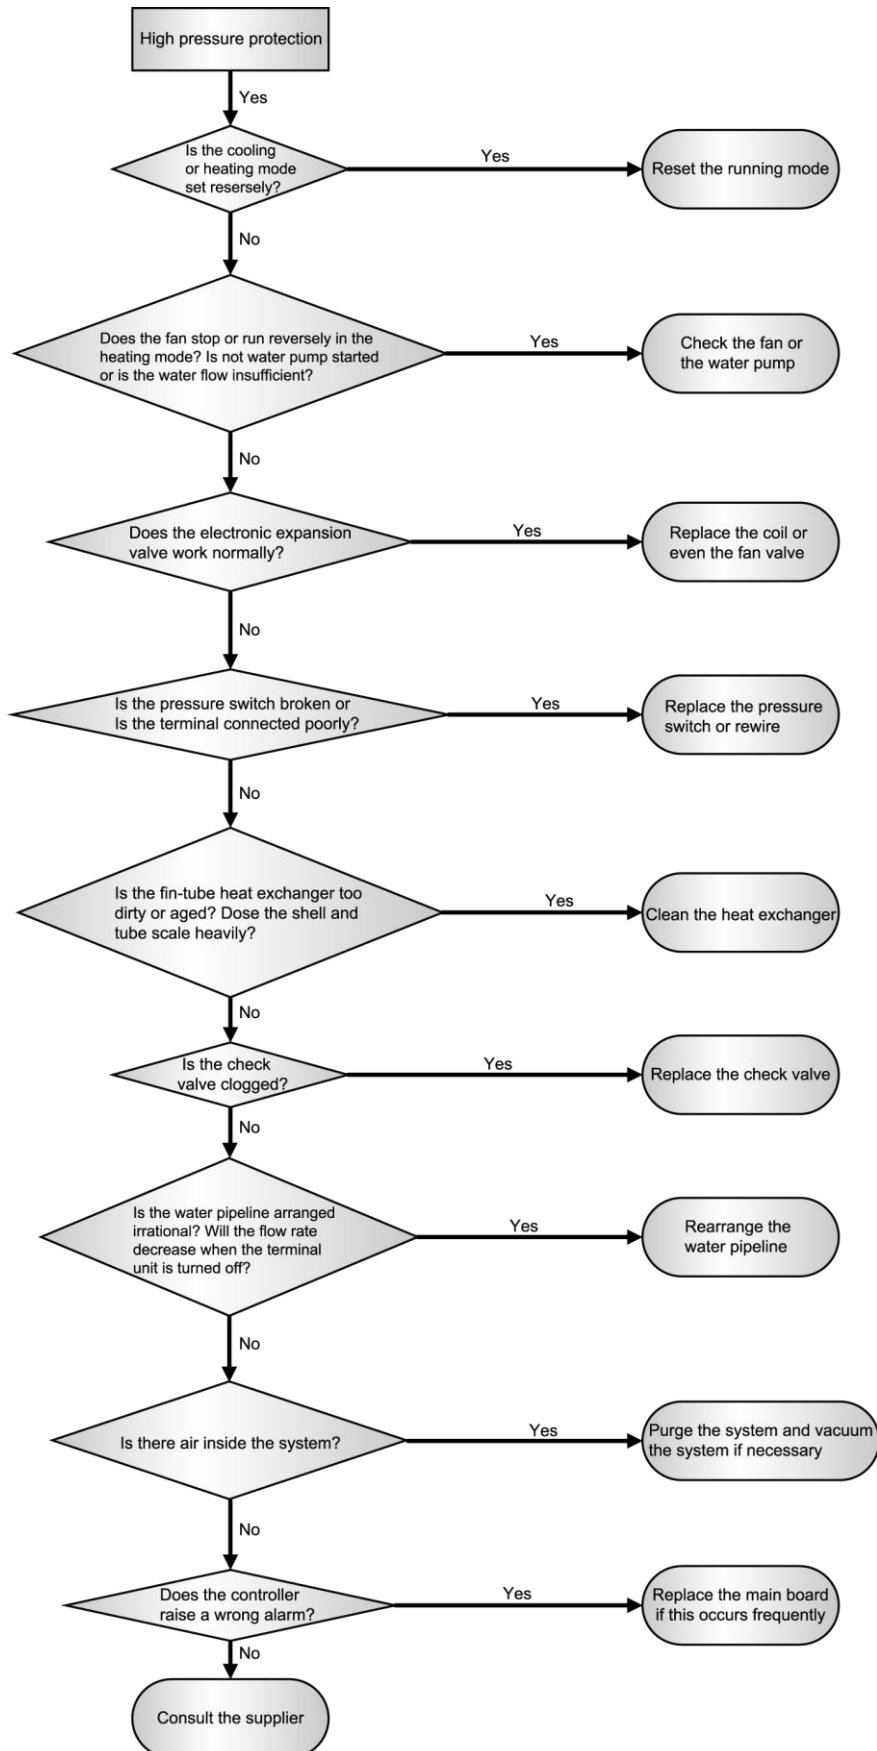 High pressure protection
Yes
Is the cooling
or heating mode
set resersely?
Yes
Reset the running mode
No
Does the fan stop or run reversely in the
heating mode? Is not water pump started
or is the water flow insufficient?
Yes
Check the fan or
the water pump
No
Does the electronic expansion
valve work normally?
Yes
Replace the coil or
even the fan valve
No
Is the pressure switch broken or
Is the terminal connected poorly?
Yes
Replace the pressure
switch or rewire
No
Is the fin-tube heat exchanger too
dirty or aged? Dose the shell and
tube scale heavily?
Yes
Clean the heat exchanger
No
Is the check
valve clogged?
Yes
Replace the check valve
No
Is the water pipeline arranged
irrational? Will the flow rate
decrease when the terminal
unit is turned off?
Yes
Rearrange the
water pipeline
No
Is there air inside the system?
Yes
Purge the system and vacuum
the system if necessary
No
Does the controller
raise a wrong alarm?
Yes
Replace the main board
if this occurs frequently
No
Consult the supplier